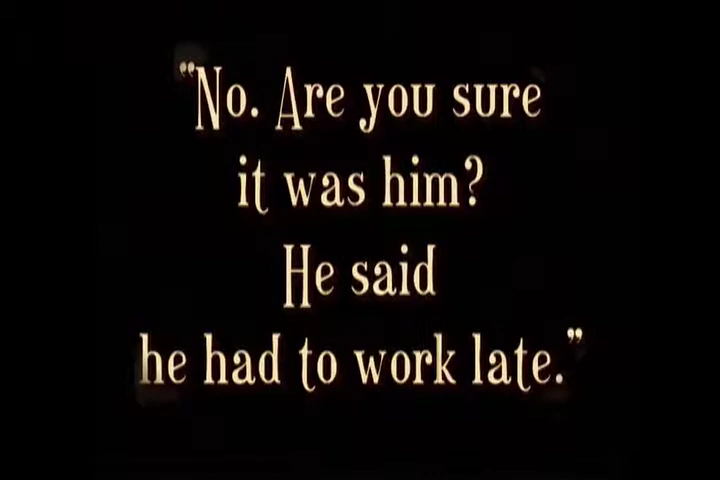 "No. Are you sure
it was him?
He said
he had to work late."